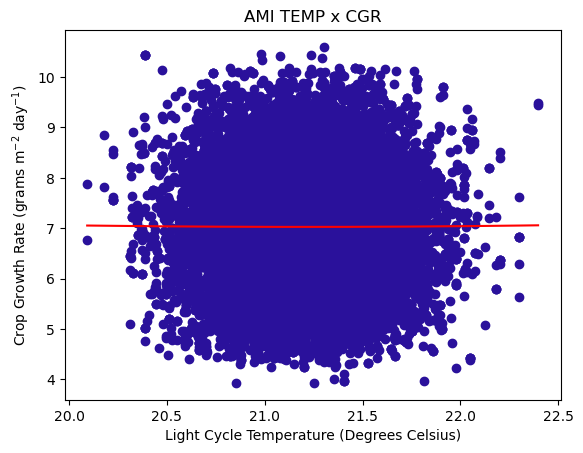 AMI TEMP x CGR
Crop Growth Rate (grams m⁻² day⁻¹)
10
9
8
7
6
5
4
20.0 20.5 21.0 21.5 22.0 22.5
Light Cycle Temperature (Degrees Celsius)